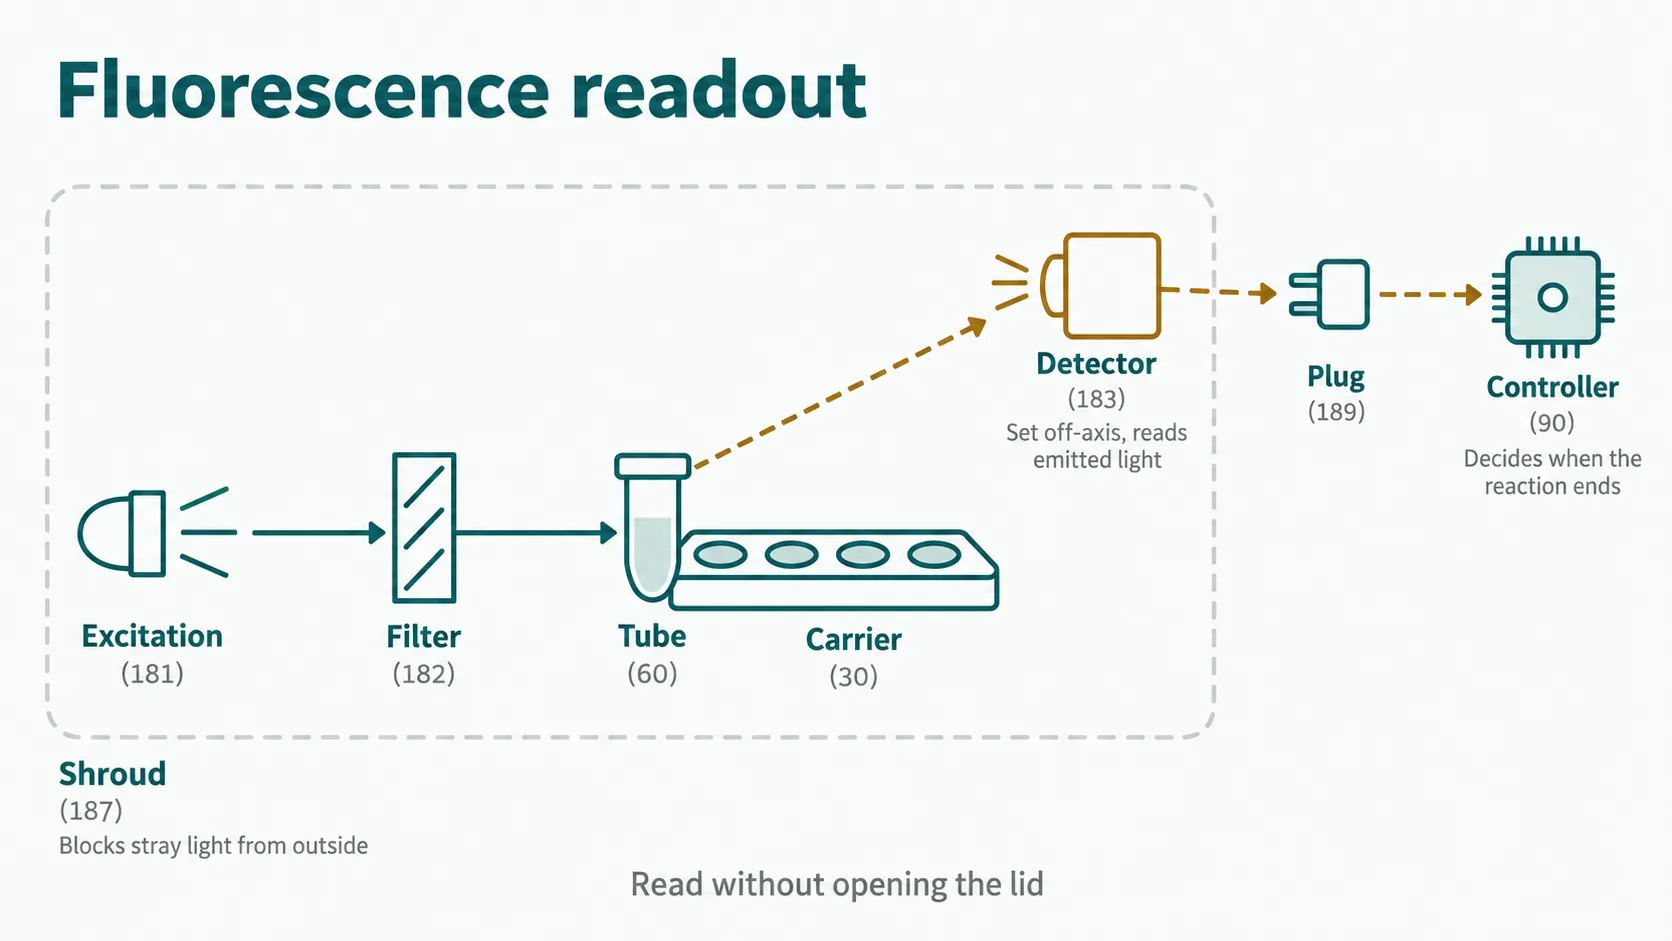 Fluorescence readout
Detector
(183)
Set off-axis, reads
emitted light
Plug
(189)
Controller
(90)
Decides when the
reaction ends
Excitation
(181)
Filter
(182)
Tube
(60)
Carrier
(30)
Shroud
(187)
Blocks stray light from outside
Read without opening the lid